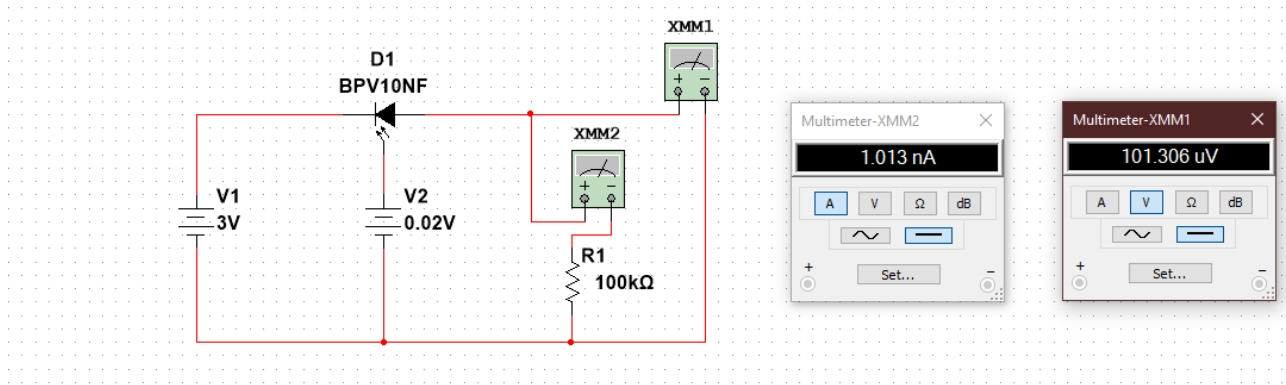 XMM1
D1
BPV10NF
+ −
XMM2
+ −
V1
3V
V2
0.02V
R1
100kΩ
Multimeter-XMM2
1.013 nA
A V Ω dB
+ Set... −
Multimeter-XMM1
101.306 uV
A V Ω dB
+ Set... −